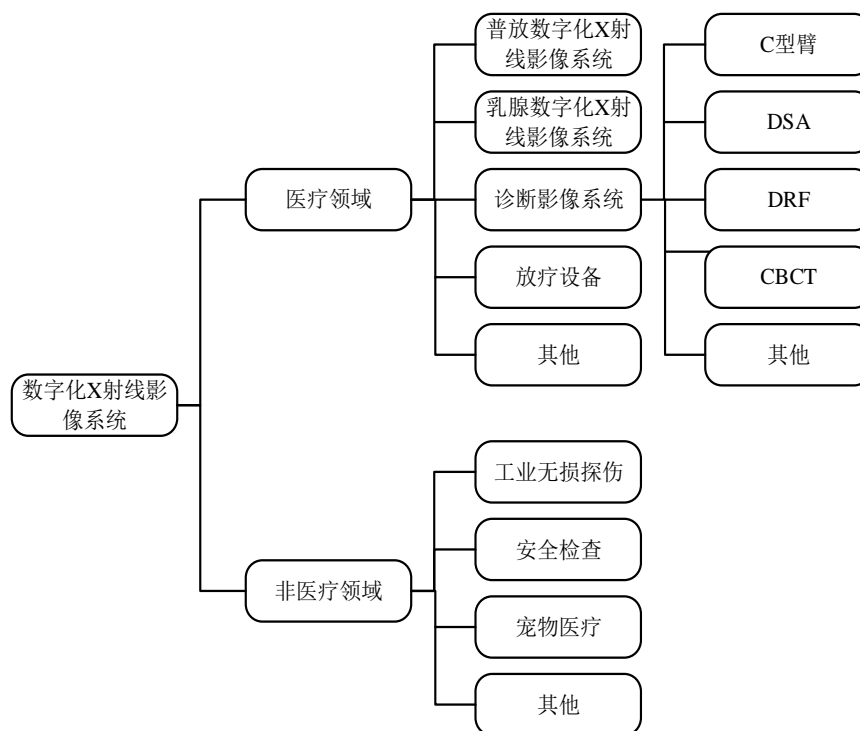 普放数字化X射
线影像系统
C型臂
乳腺数字化X射
线影像系统
DSA
医疗领域
诊断影像系统
DRF
放疗设备
CBCT
其他
其他
数字化X射线影
像系统
工业无损探伤
安全检查
非医疗领域
宠物医疗
其他